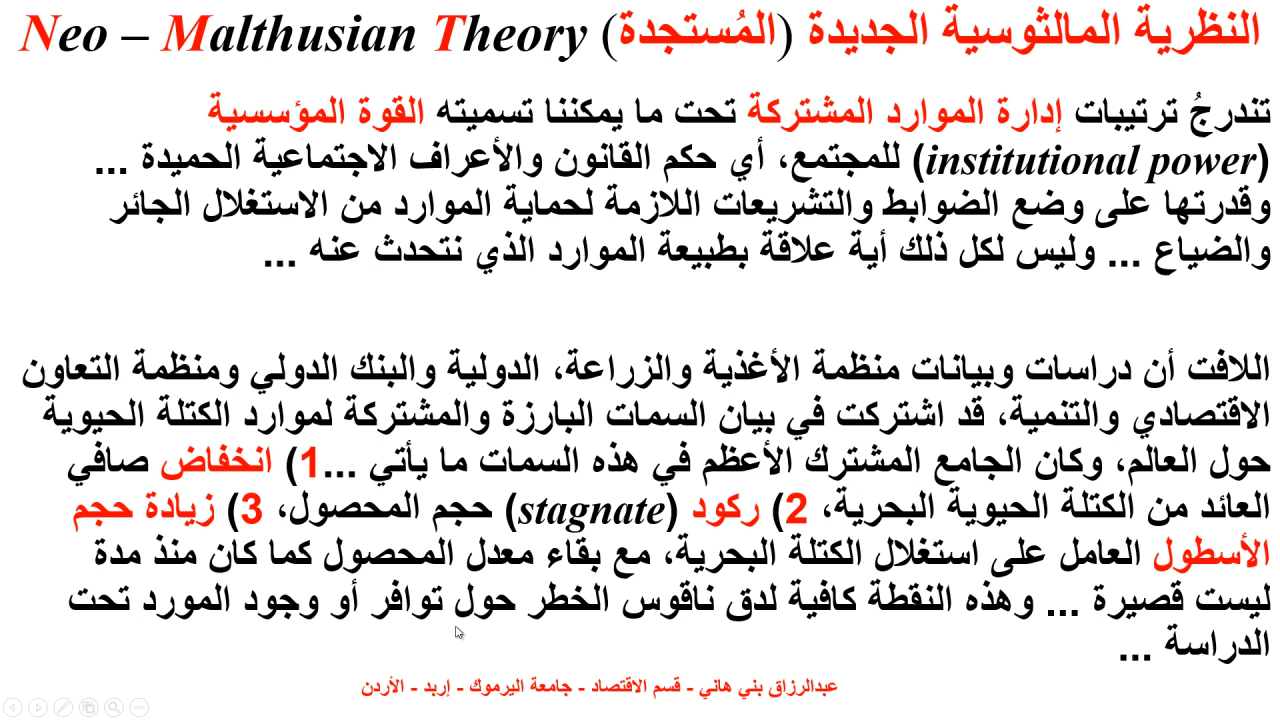 النظرية المالثوسية الجديدة (المُستجدة) Neo – Malthusian Theory
تندرجُ ترتيبات إدارة الموارد المشتركة تحت ما يمكننا تسميته القوة المؤسسية
(institutional power) للمجتمع، أي حكم القانون والأعراف الاجتماعية الحميدة ...
وقدرتها على وضع الضوابط والتشريعات اللازمة لحماية الموارد من الاستغلال الجائر
والضياع ... وليس لكل ذلك أية علاقة بطبيعة الموارد الذي نتحدث عنه ...
اللافت أن دراسات وبيانات منظمة الأغذية والزراعة، الدولية والبنك الدولي ومنظمة التعاون
الاقتصادي والتنمية، قد اشتركت في بيان السمات البارزة والمشتركة لموارد الكتلة الحيوية
حول العالم، وكان الجامع المشترك الأعظم في هذه السمات ما يأتي ...1) انخفاض صافي
العائد من الكتلة الحيوية البحرية، 2) ركود (stagnate) حجم المحصول، 3) زيادة حجم
الأسطول العامل على استغلال الكتلة البحرية، مع بقاء معدل المحصول كما كان منذ مدة
ليست قصيرة ... وهذه النقطة كافية لدق ناقوس الخطر حول توافر أو وجود المورد تحت
الدراسة ...
عبدالرزاق بني هاني - قسم الاقتصاد - جامعة اليرموك - إربد - الأردن